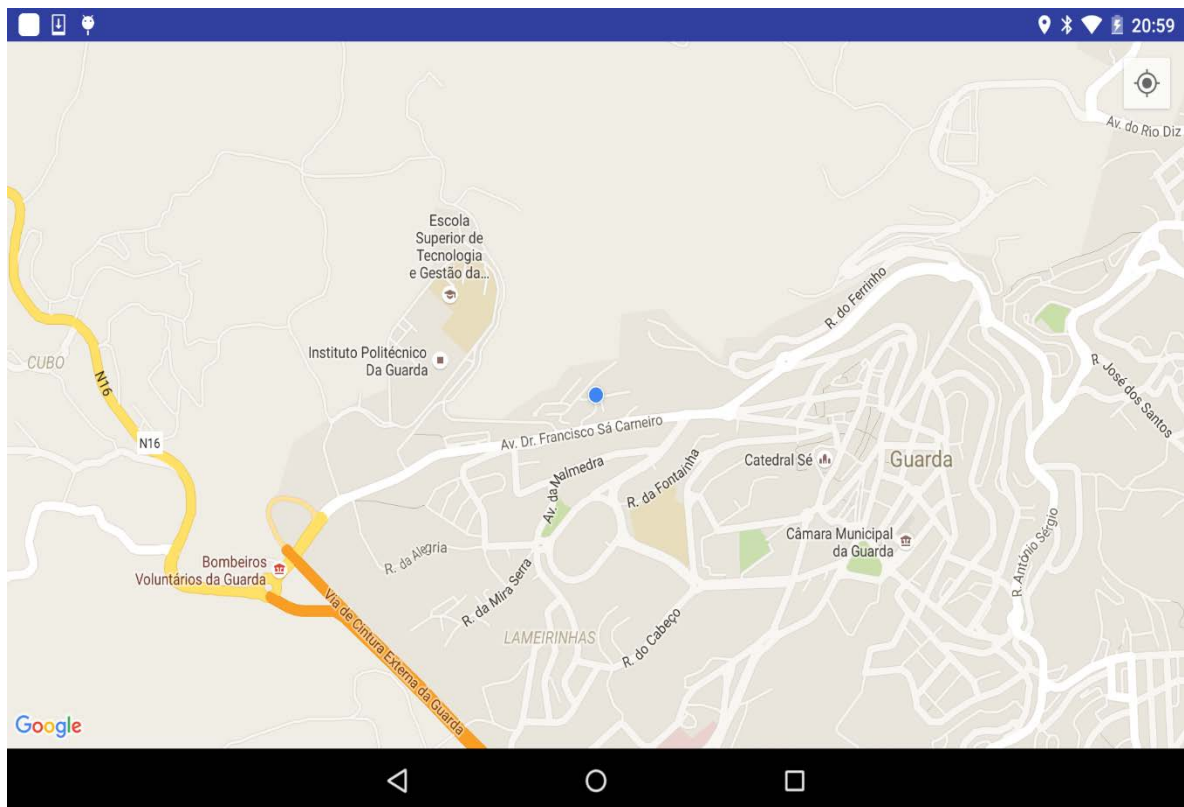 20:59
Av. do Rio Diz
Escola
Superior de
Tecnologia
e Gestão da...
R. do Ferrinho
CUBO
Instituto Politécnico
Da Guarda
N16
R. José dos Santos
N16
Av. Dr. Francisco Sá Carneiro
Av. da Malmedra
R. da Fontaínha
Catedral Sé
Guarda
Câmara Municipal
da Guarda
R. António Sérgio
R. da Alegria
Bombeiros
Voluntários da Guarda
R. da Mira Serra
Via de Cintura Externa da Guarda
LAMEIRINHAS
R. do Cabeço
Google